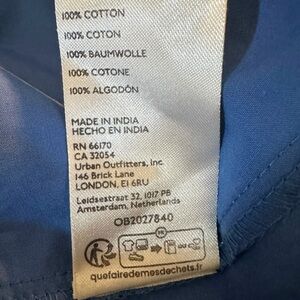 100% COTTON
100% COTON
100% BAUMWOLLE
100% COTONE
100% ALGODÓN
MADE IN INDIA
HECHO EN INDIA
RN 66170
CA 32054
Urban Outfitters, Inc
146 Brick Lane
LONDON, E1 6RU
Leidsestraat 32, 1017 PB
Amsterdam, Netherlands
OB2027840
FR
quefairedemesdechets.fr